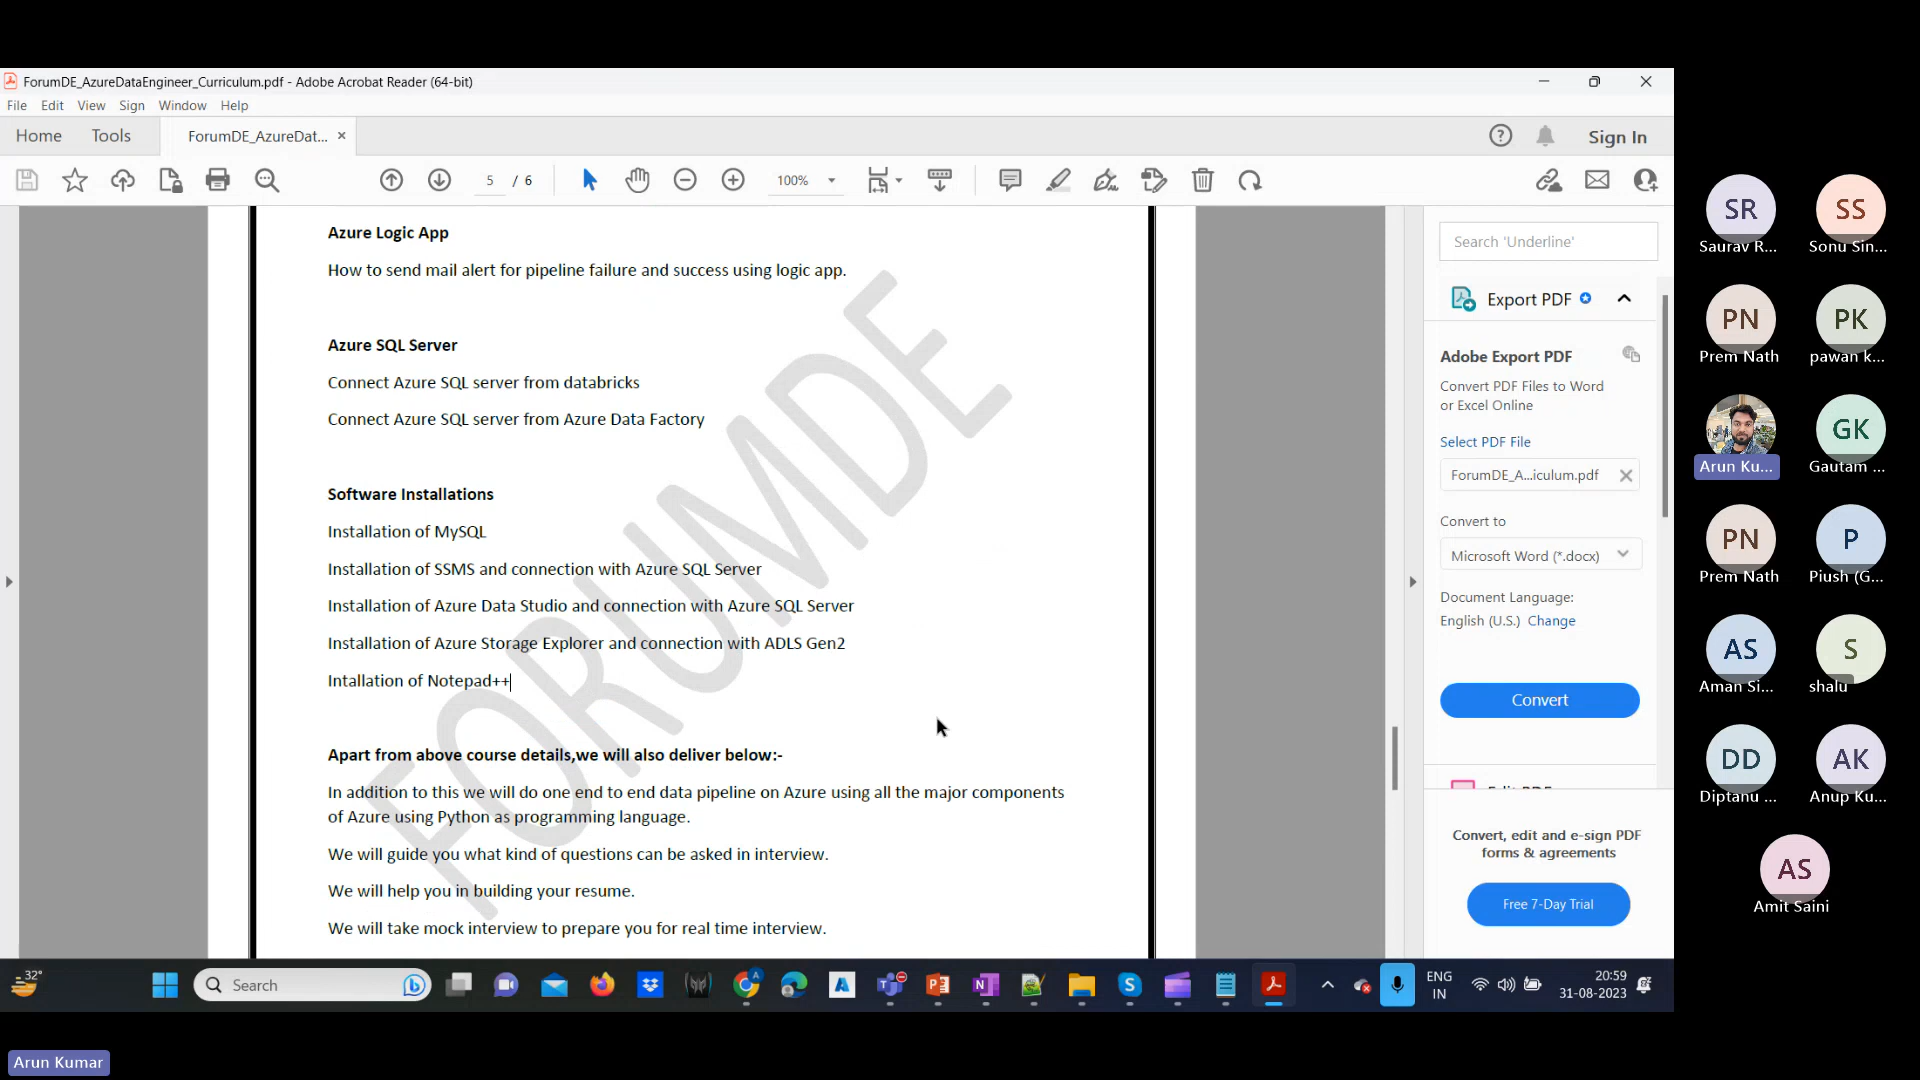 ForumDE_AzureDataEngineer_Curriculum.pdf - Adobe Acrobat Reader (64-bit)
File Edit View Sign Window Help
Home Tools ForumDE_AzureDat... × Sign In
5 / 6 100%
Azure Logic App
How to send mail alert for pipeline failure and success using logic app.
Azure SQL Server
Connect Azure SQL server from databricks
Connect Azure SQL server from Azure Data Factory
Software Installations
Installation of MySQL
Installation of SSMS and connection with Azure SQL Server
Installation of Azure Data Studio and connection with Azure SQL Server
Installation of Azure Storage Explorer and connection with ADLS Gen2
Intallation of Notepad++
Apart from above course details,we will also deliver below:-
In addition to this we will do one end to end data pipeline on Azure using all the major components
of Azure using Python as programming language.
We will guide you what kind of questions can be asked in interview.
We will help you in building your resume.
We will take mock interview to prepare you for real time interview.
FORUMDE
Search 'Underline'
Export PDF
Adobe Export PDF
Convert PDF Files to Word
or Excel Online
Select PDF File
ForumDE_A...iculum.pdf
Convert to
Microsoft Word (*.docx)
Document Language:
English (U.S.) Change
Convert
Convert, edit and e-sign PDF
forms & agreements
Free 7-Day Trial
SR SS
Saurav R... Sonu Sin...
PN PK
Prem Nath pawan k...
GK
Arun Ku... Gautam ...
PN P
Prem Nath Piush (G...
AS S
Aman Si... shalu
DD AK
Diptanu ... Anup Ku...
AS
Amit Saini
32°
Search
ENG
IN
20:59
31-08-2023
Arun Kumar